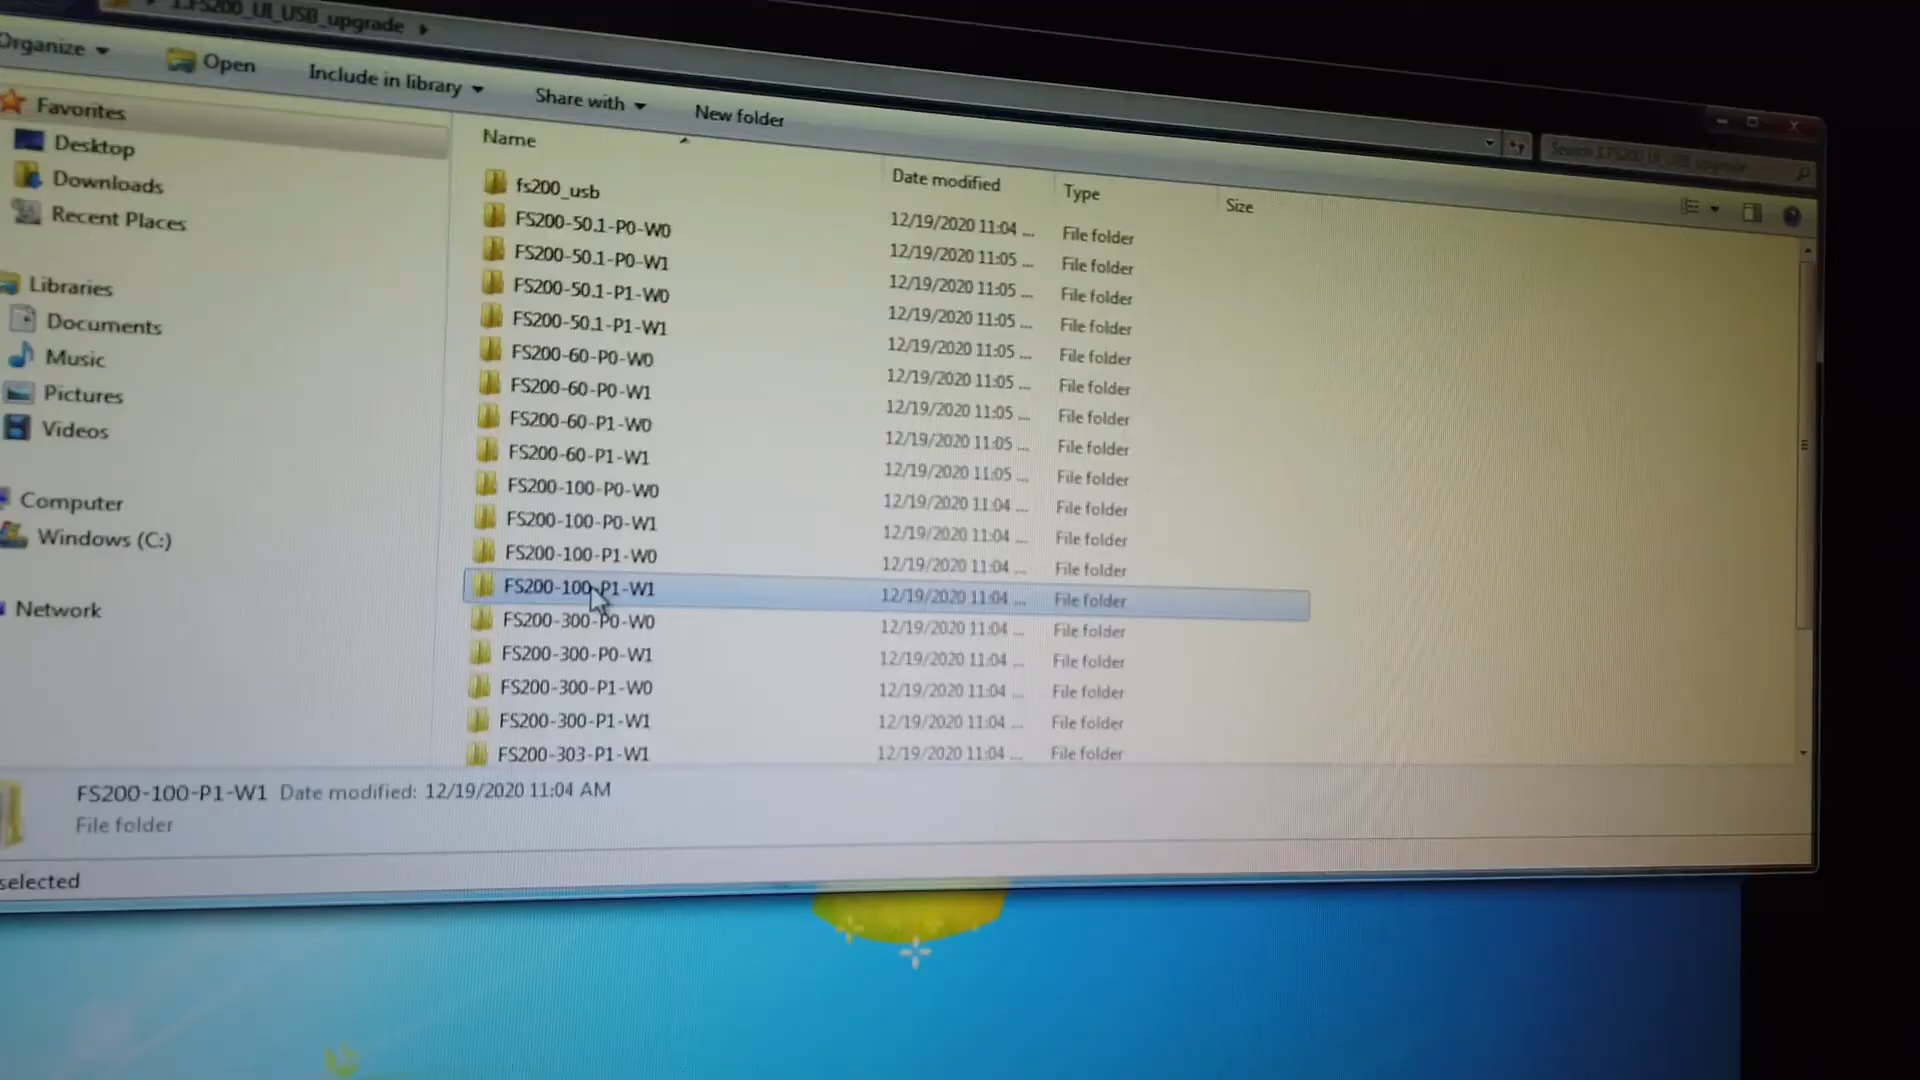 1.FS200_UI_USB_upgrade
Organize
Open
Include in library
Share with
New folder
Search 1.FS200_UI_USB_upgrade
Favorites
Desktop
Downloads
Recent Places
Libraries
Documents
Music
Pictures
Videos
Computer
Windows (C:)
Network
Name Date modified Type Size
fs200_usb 12/19/2020 11:04 ... File folder
FS200-50.1-P0-W0 12/19/2020 11:05 ... File folder
FS200-50.1-P0-W1 12/19/2020 11:05 ... File folder
FS200-50.1-P1-W0 12/19/2020 11:05 ... File folder
FS200-50.1-P1-W1 12/19/2020 11:05 ... File folder
FS200-60-P0-W0 12/19/2020 11:05 ... File folder
FS200-60-P0-W1 12/19/2020 11:05 ... File folder
FS200-60-P1-W0 12/19/2020 11:05 ... File folder
FS200-60-P1-W1 12/19/2020 11:05 ... File folder
FS200-100-P0-W0 12/19/2020 11:04 ... File folder
FS200-100-P0-W1 12/19/2020 11:04 ... File folder
FS200-100-P1-W0 12/19/2020 11:04 ... File folder
FS200-100-P1-W1 12/19/2020 11:04 ... File folder
FS200-300-P0-W0 12/19/2020 11:04 ... File folder
FS200-300-P0-W1 12/19/2020 11:04 ... File folder
FS200-300-P1-W0 12/19/2020 11:04 ... File folder
FS200-300-P1-W1 12/19/2020 11:04 ... File folder
FS200-303-P1-W1 12/19/2020 11:04 ... File folder
FS200-100-P1-W1 Date modified: 12/19/2020 11:04 AM
File folder
selected